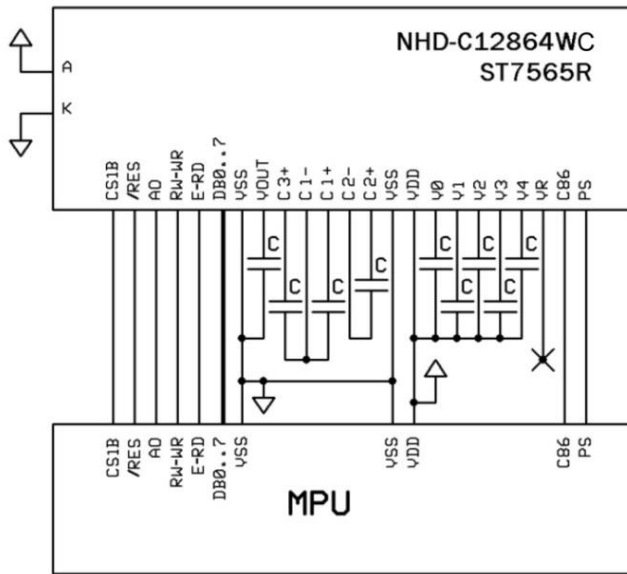 NHD-C12864WC
ST7565R
A
K
CS1B /RES A0 RW-WR E-RD DB0..7 VSS VOUT C3+ C1- C1+ C2- C2+ VSS VDD V0 V1 V2 V3 V4 VR C86 PS
C C C C
C C C C C
CS1B /RES A0 RW-WR E-RD DB0..7 VSS VSS VDD C86 PS
MPU